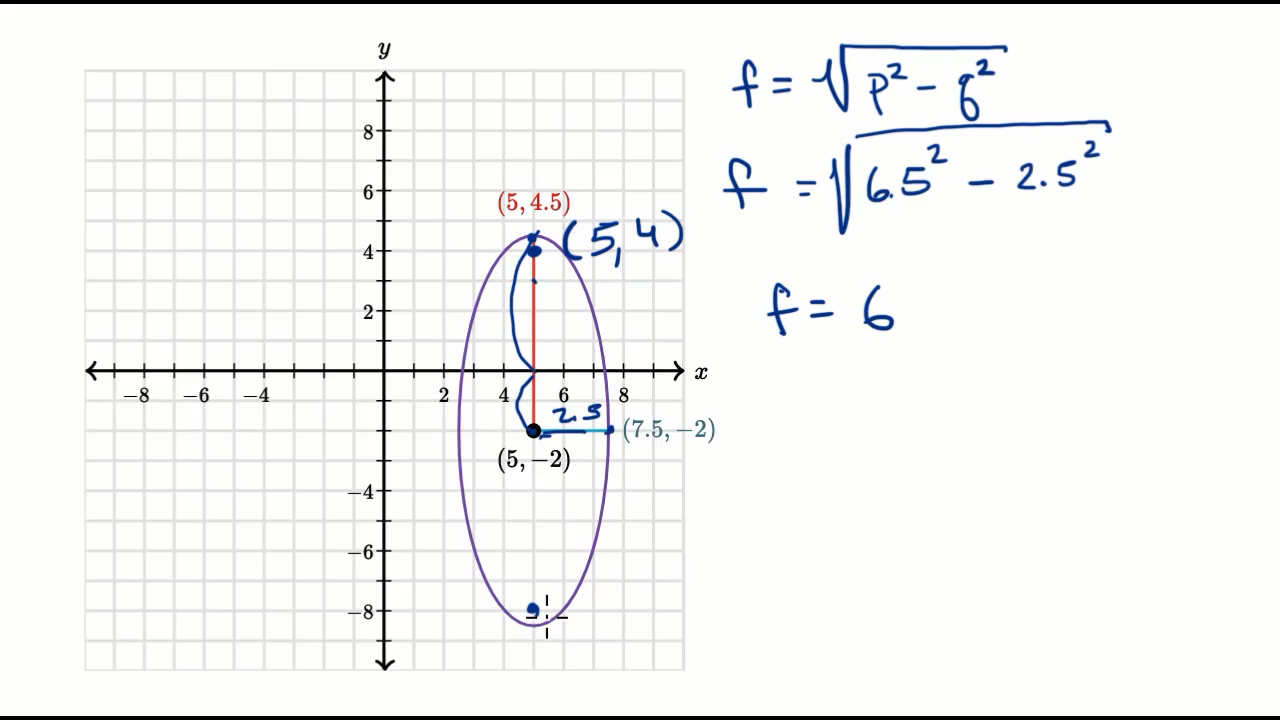 y
f = √p² − q²
8
f = √6.5² − 2.5²
6
(5, 4.5)
(5, 4)
4
2
f = 6
x
−8 −6 −4 2 4 6 8
2.5
(7.5, −2)
(5, −2)
−4
−6
−8